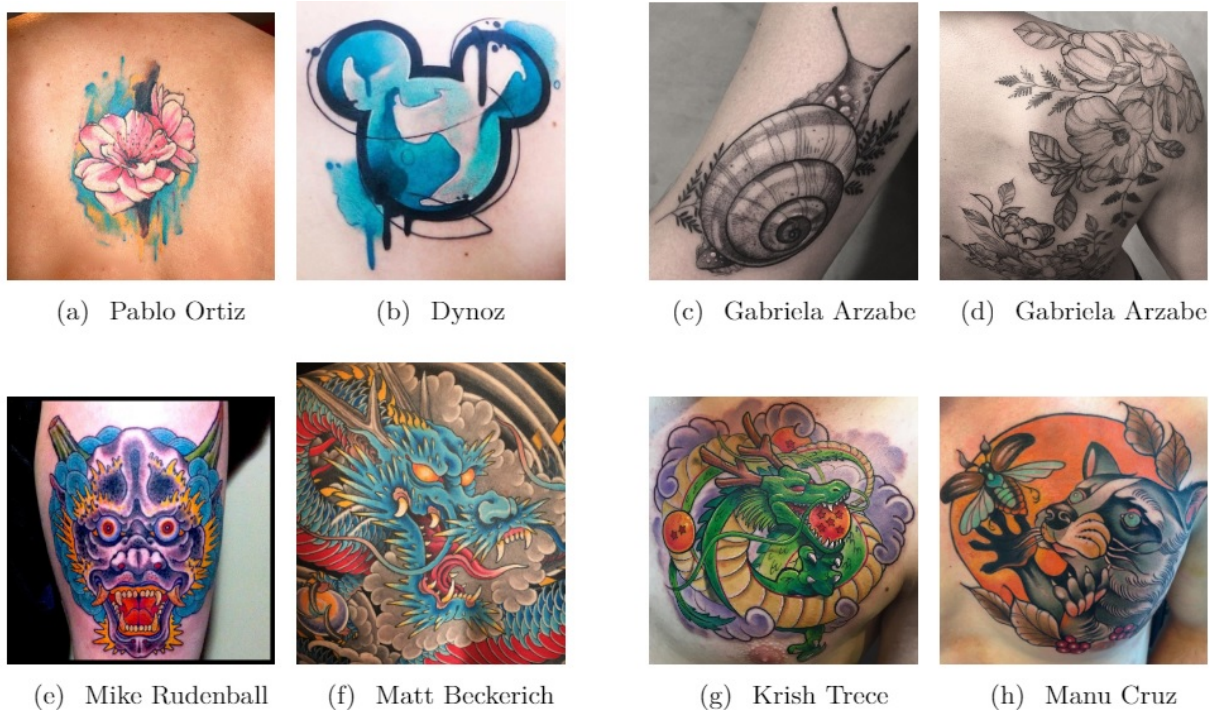 (a) Pablo Ortiz
(b) Dynoz
(c) Gabriela Arzabe
(d) Gabriela Arzabe
(e) Mike Rudenball
(f) Matt Beckerich
(g) Krish Trece
(h) Manu Cruz